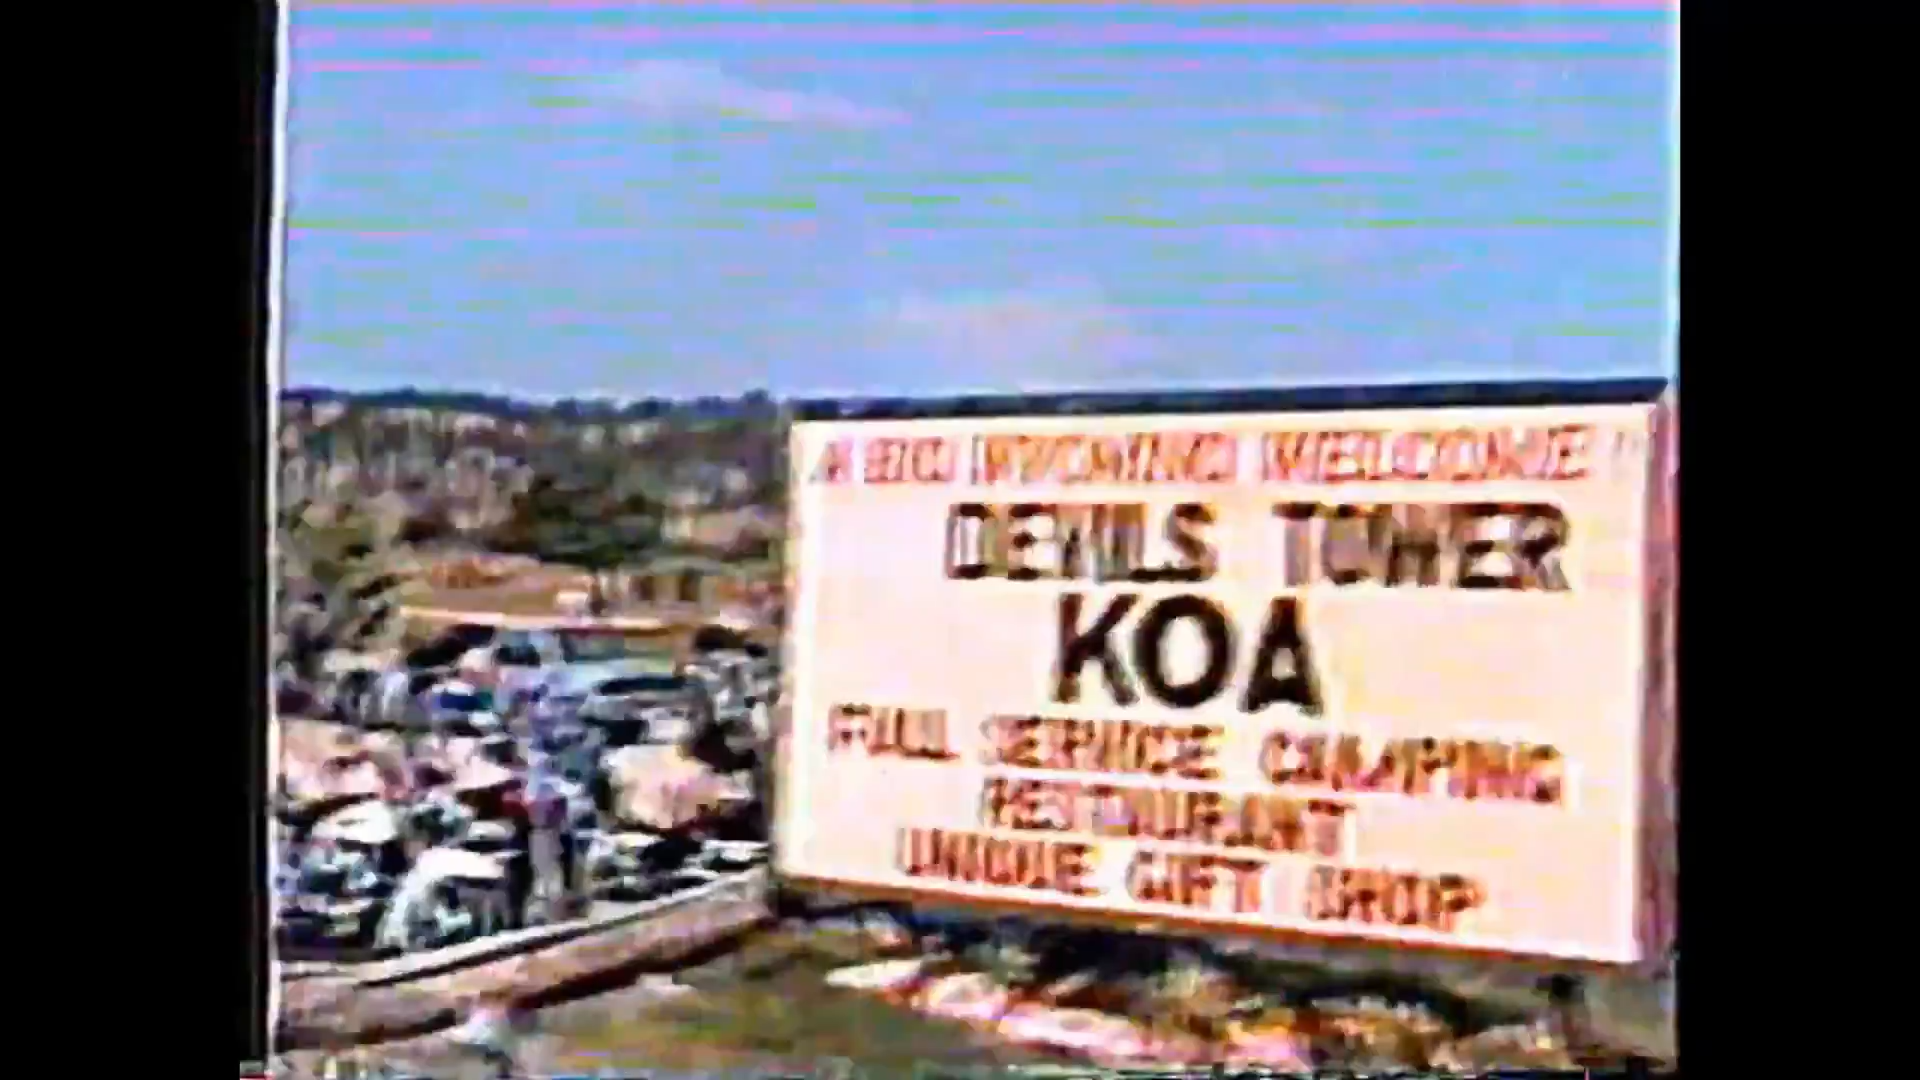 A BIG WYOMING WELCOME!
DEVILS TOWER
KOA
FULL SERVICE CAMPING
RESTAURANT
UNIQUE GIFT SHOP